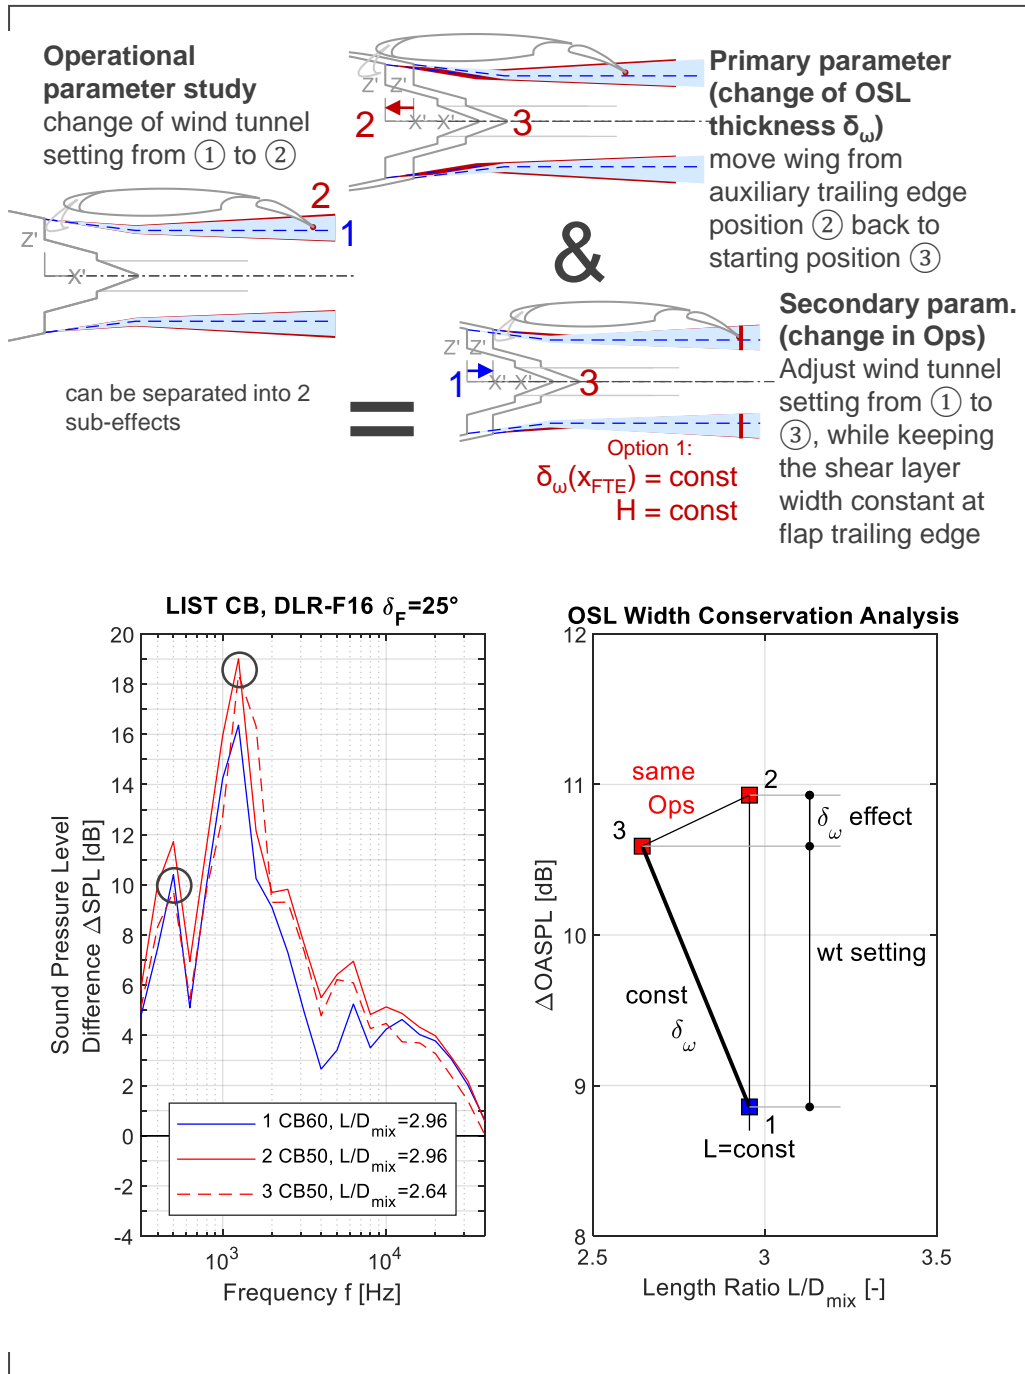 Operational
parameter study
change of wind tunnel
setting from ① to ②
Z'
X'
2
1
Z' Z'
X' X'
2
3
Primary parameter
(change of OSL
thickness δω)
move wing from
auxiliary trailing edge
position ② back to
starting position ③
&
can be separated into 2
sub-effects
=
Z' Z'
X' X'
1
3
Option 1:
δω(xFTE) = const
H = const
Secondary param.
(change in Ops)
Adjust wind tunnel
setting from ① to
③, while keeping
the shear layer
width constant at
flap trailing edge
LIST CB, DLR-F16 δF=25°
Sound Pressure Level
Difference △SPL [dB]
20
18
16
14
12
10
8
6
4
2
0
-2
-4
1 CB60, L/Dmix=2.96
2 CB50, L/Dmix=2.96
3 CB50, L/Dmix=2.64
10³
10⁴
Frequency f [Hz]
OSL Width Conservation Analysis
△OASPL [dB]
12
11
10
9
8
same
Ops
2
3
δω effect
wt setting
const
δω
1
L=const
2.5
3
3.5
Length Ratio L/Dmix [-]